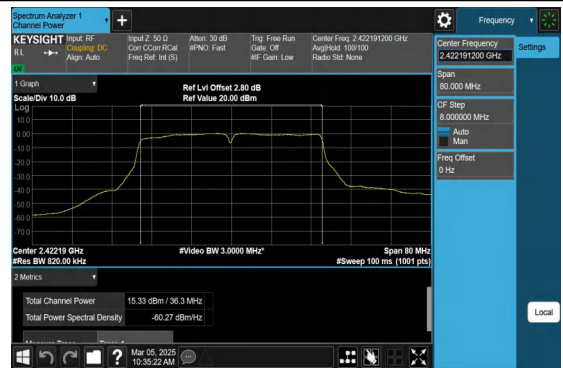 Spectrum Analyzer 1
Channel Power
+
Frequency
KEYSIGHT
RL
LXI
Input: RF
Coupling: DC
Align: Auto
Input Z: 50 Ω
Corr CCorr RCal
Freq Ref: Int (S)
Atten: 30 dB
#PNO: Fast
Trig: Free Run
Gate: Off
#IF Gain: Low
Center Freq: 2.422191200 GHz
Avg|Hold: 100/100
Radio Std: None
Center Frequency
2.422191200 GHz
Settings
Span
80.000 MHz
CF Step
8.000000 MHz
Auto
Man
Freq Offset
0 Hz
1 Graph
Scale/Div 10.0 dB
Ref Lvl Offset 2.80 dB
Ref Value 20.00 dBm
Log
10.0
0.00
-10.0
-20.0
-30.0
-40.0
-50.0
-60.0
-70.0
Center 2.42219 GHz
#Res BW 820.00 kHz
#Video BW 3.0000 MHz*
Span 80 MHz
#Sweep 100 ms (1001 pts)
2 Metrics
Total Channel Power 15.33 dBm / 36.3 MHz
Total Power Spectral Density -60.27 dBm/Hz
Local
?
Mar 05, 2025
10:35:22 AM